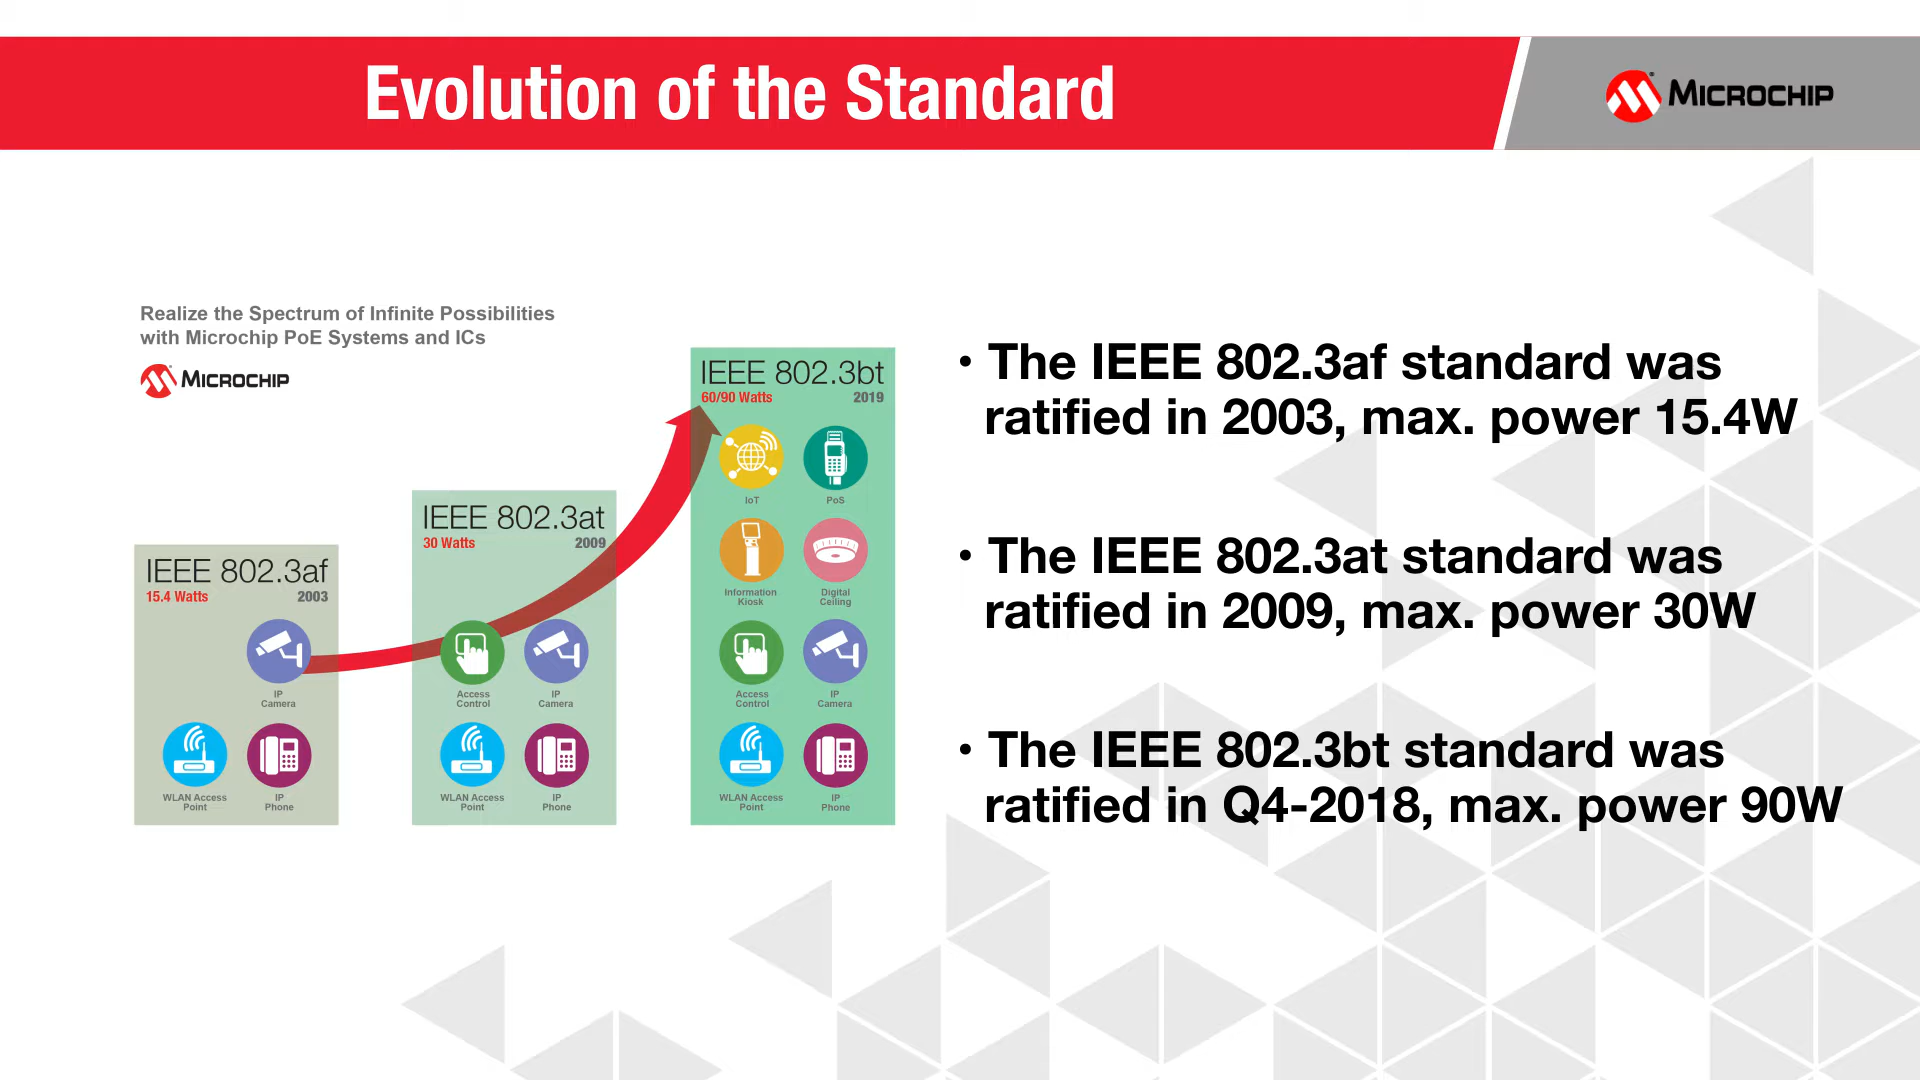 Evolution of the Standard
MICROCHIP
Realize the Spectrum of Infinite Possibilities
with Microchip PoE Systems and ICs
MICROCHIP
IEEE 802.3af
15.4 Watts 2003
IP
Camera
WLAN Access
Point
IP
Phone
IEEE 802.3at
30 Watts 2009
Access
Control
IP
Camera
WLAN Access
Point
IP
Phone
IEEE 802.3bt
60/90 Watts 2019
IoT
PoS
Information
Kiosk
Digital
Ceiling
Access
Control
IP
Camera
WLAN Access
Point
IP
Phone
• The IEEE 802.3af standard was
ratified in 2003, max. power 15.4W
• The IEEE 802.3at standard was
ratified in 2009, max. power 30W
• The IEEE 802.3bt standard was
ratified in Q4-2018, max. power 90W